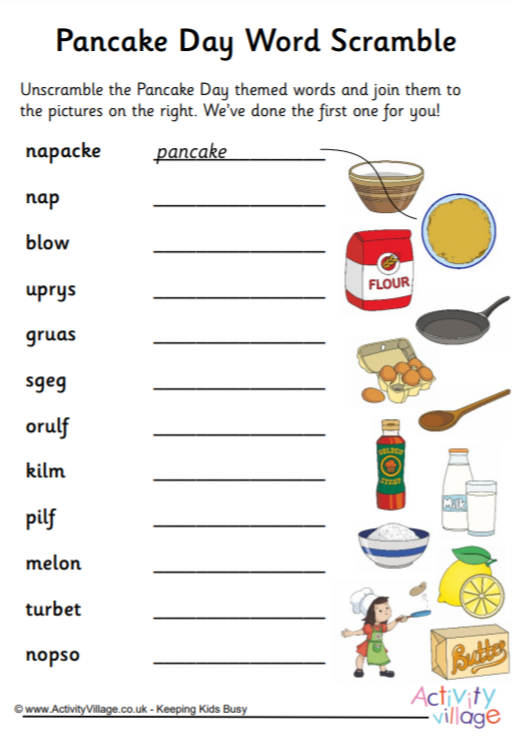 Pancake Day Word Scramble
Unscramble the Pancake Day themed words and join them to
the pictures on the right. We've done the first one for you!
napacke pancake
nap
blow
uprys
FLOUR
gruas
sgeg
orulf
GOLDEN
SYRUP
kilm
Milk
pilf
melon
turbet
nopso
Butter
© www.ActivityVillage.co.uk - Keeping Kids Busy
Activity
village